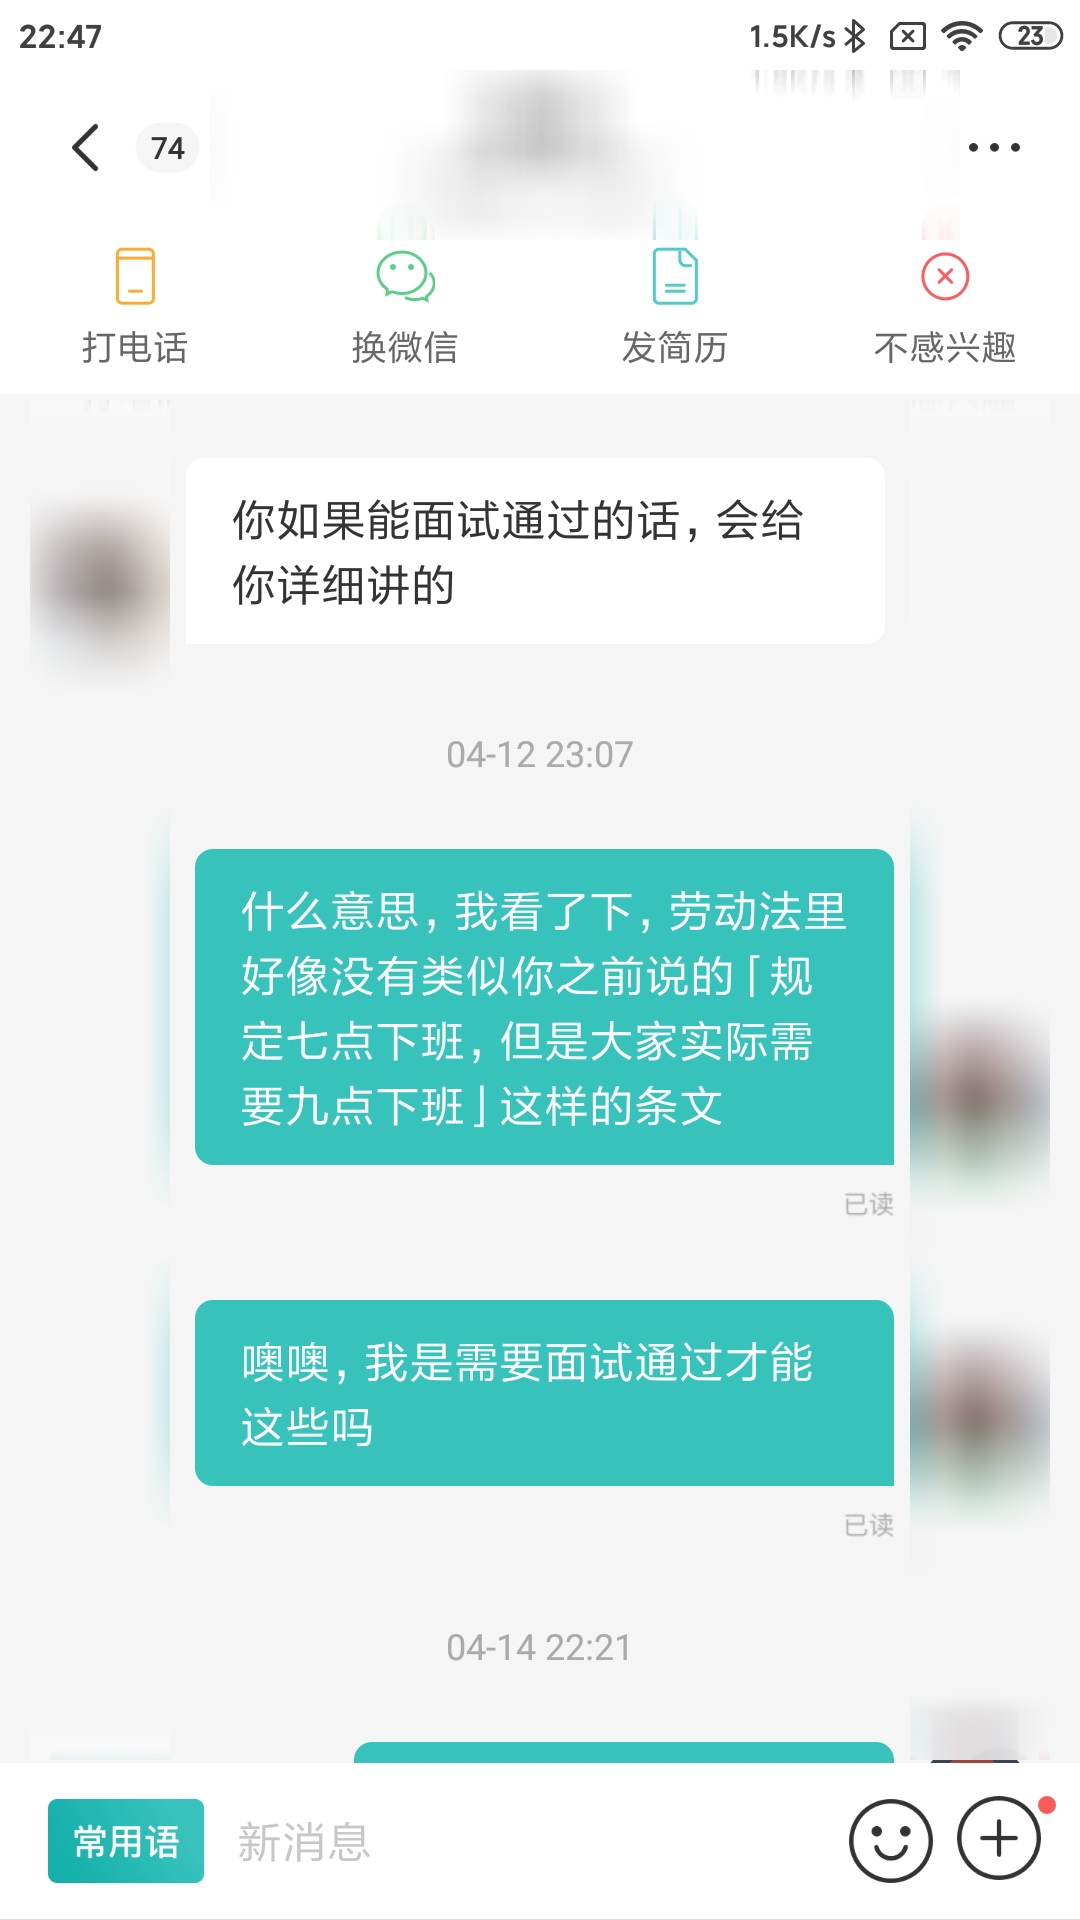 22:47
1.5K/s
23
74
打电话
换微信
发简历
不感兴趣
你如果能面试通过的话，会给
你详细讲的
04-12 23:07
什么意思，我看了下，劳动法里
好像没有类似你之前说的「规
定七点下班，但是大家实际需
要九点下班」这样的条文
已读
噢噢，我是需要面试通过才能
这些吗
已读
04-14 22:21
常用语
新消息